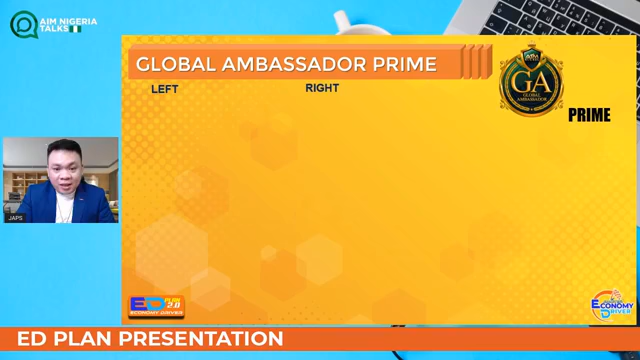 AIM NIGERIA
TALKS
GLOBAL AMBASSADOR PRIME
LEFT
RIGHT
GA
GLOBAL
AMBASSADOR
PRIME
JAPS
ED PLAN
2.0
ECONOMY DRIVER
ECONOMY
DRIVER
ED PLAN PRESENTATION